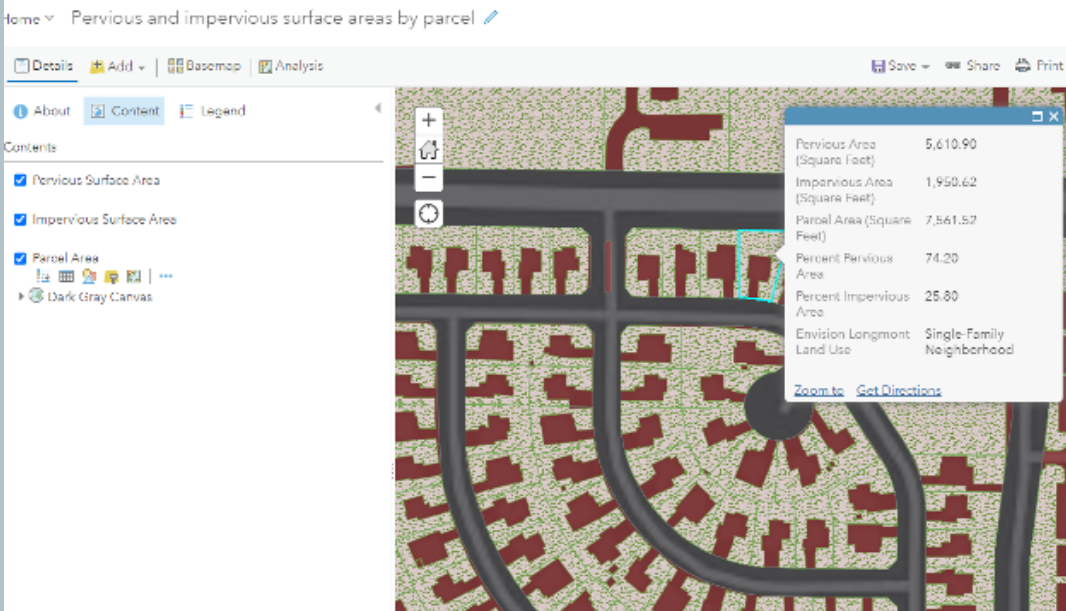 Home Pervious and impervious surface areas by parcel
Details Add Basemap Analysis Save Share Print
About Content Legend
Contents
Pervious Surface Area
Impervious Surface Area
Parcel Area
Dark Gray Canvas
Pervious Area 5,610.90
(Square Feet)
Impervious Area 1,950.62
(Square Feet)
Parcel Area (Square 7,561.52
Feet)
Percent Pervious 74.20
Area
Percent Impervious 25.80
Area
Envision Longmont Single-Family
Land Use Neighborhood
Zoom to Get Directions